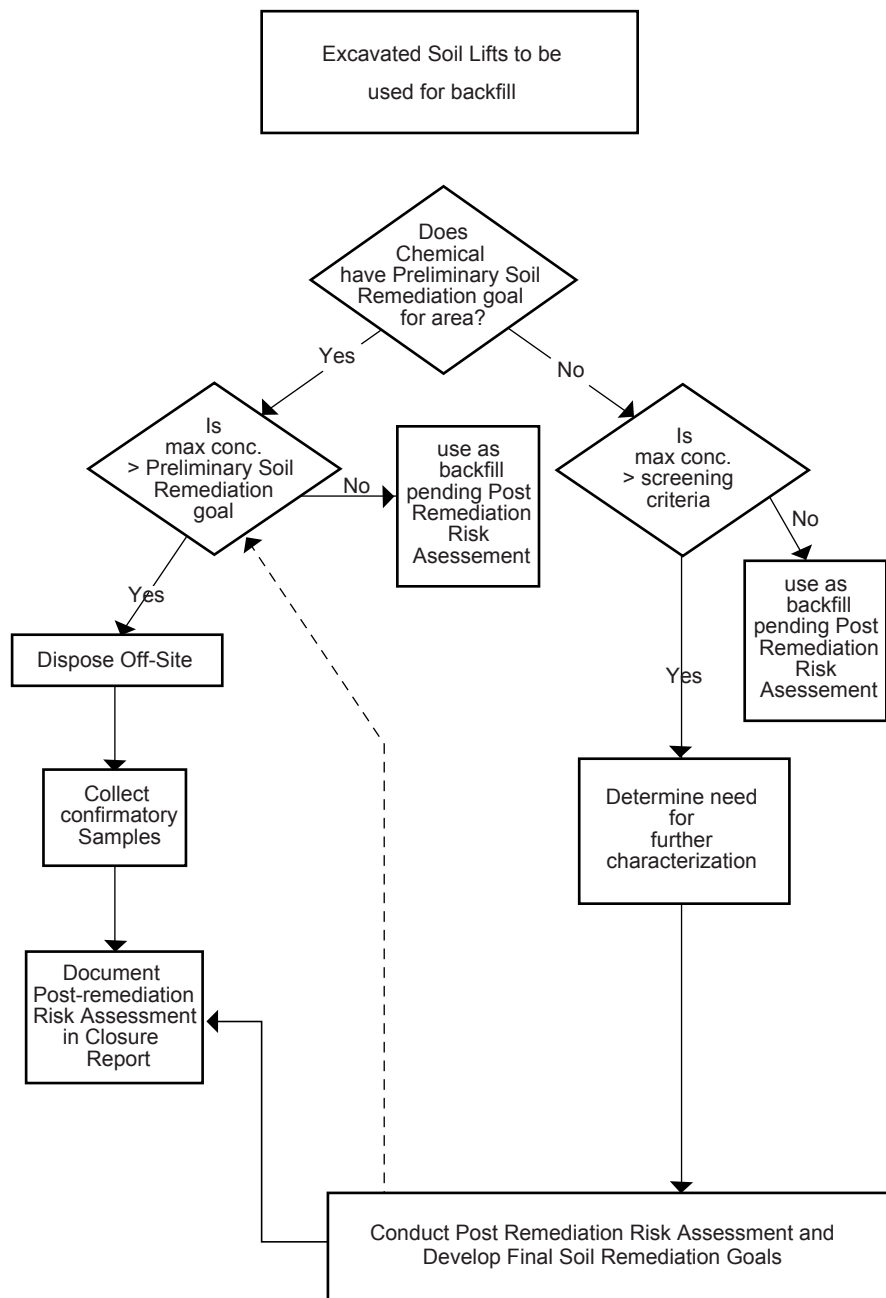 Excavated Soil Lifts to be
used for backfill
Does
Chemical
have Preliminary Soil
Remediation goal
for area?
Yes
No
Is
max conc.
> Preliminary Soil
Remediation
goal
No
use as
backfill
pending Post
Remediation
Risk
Asessement
Is
max conc.
> screening
criteria
No
use as
backfill
pending Post
Remediation
Risk
Asessement
Yes
Dispose Off-Site
Yes
Collect
confirmatory
Samples
Determine need
for
further
characterization
Document
Post-remediation
Risk Assessment
in Closure
Report
Conduct Post Remediation Risk Assessment and
Develop Final Soil Remediation Goals